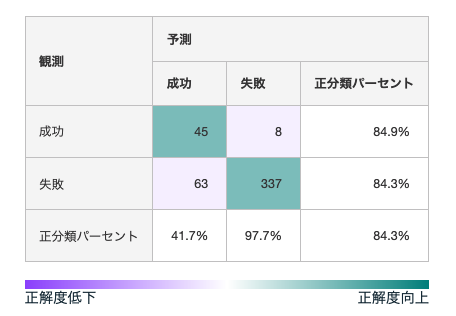 観測 予測
成功 失敗 正分類パーセント
成功 45 8 84.9%
失敗 63 337 84.3%
正分類パーセント 41.7% 97.7% 84.3%
正解度低下 正解度向上